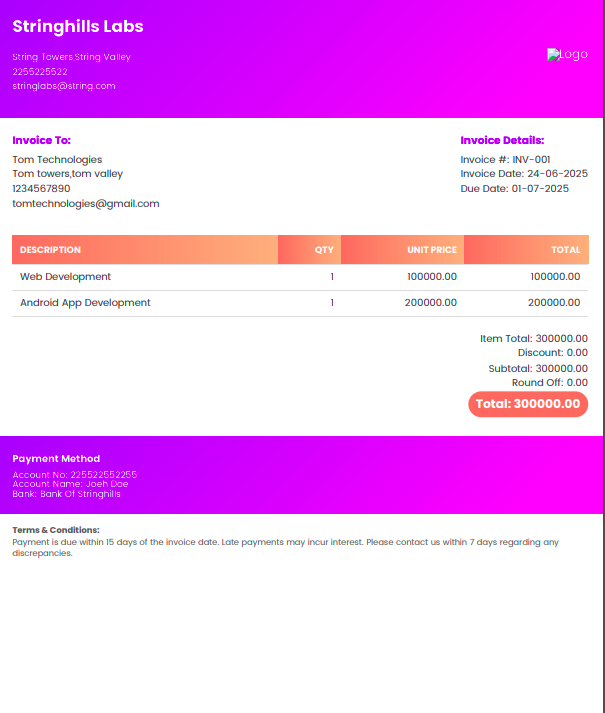 Stringhills Labs
String Towers,String Valley
2255225522
stringlabs@string.com
Logo
Invoice To:
Tom Technologies
Tom towers,tom valley
1234567890
tomtechnologies@gmail.com
Invoice Details:
Invoice #: INV-001
Invoice Date: 24-06-2025
Due Date: 01-07-2025
DESCRIPTION QTY UNIT PRICE TOTAL
Web Development 1 100000.00 100000.00
Android App Development 1 200000.00 200000.00
Item Total: 300000.00
Discount: 0.00
Subtotal: 300000.00
Round Off: 0.00
Total: 300000.00
Payment Method
Account No: 225522552255
Account Name: Joeh Doe
Bank: Bank Of Stringhills
Terms & Conditions:
Payment is due within 15 days of the invoice date. Late payments may incur interest. Please contact us within 7 days regarding any
discrepancies.